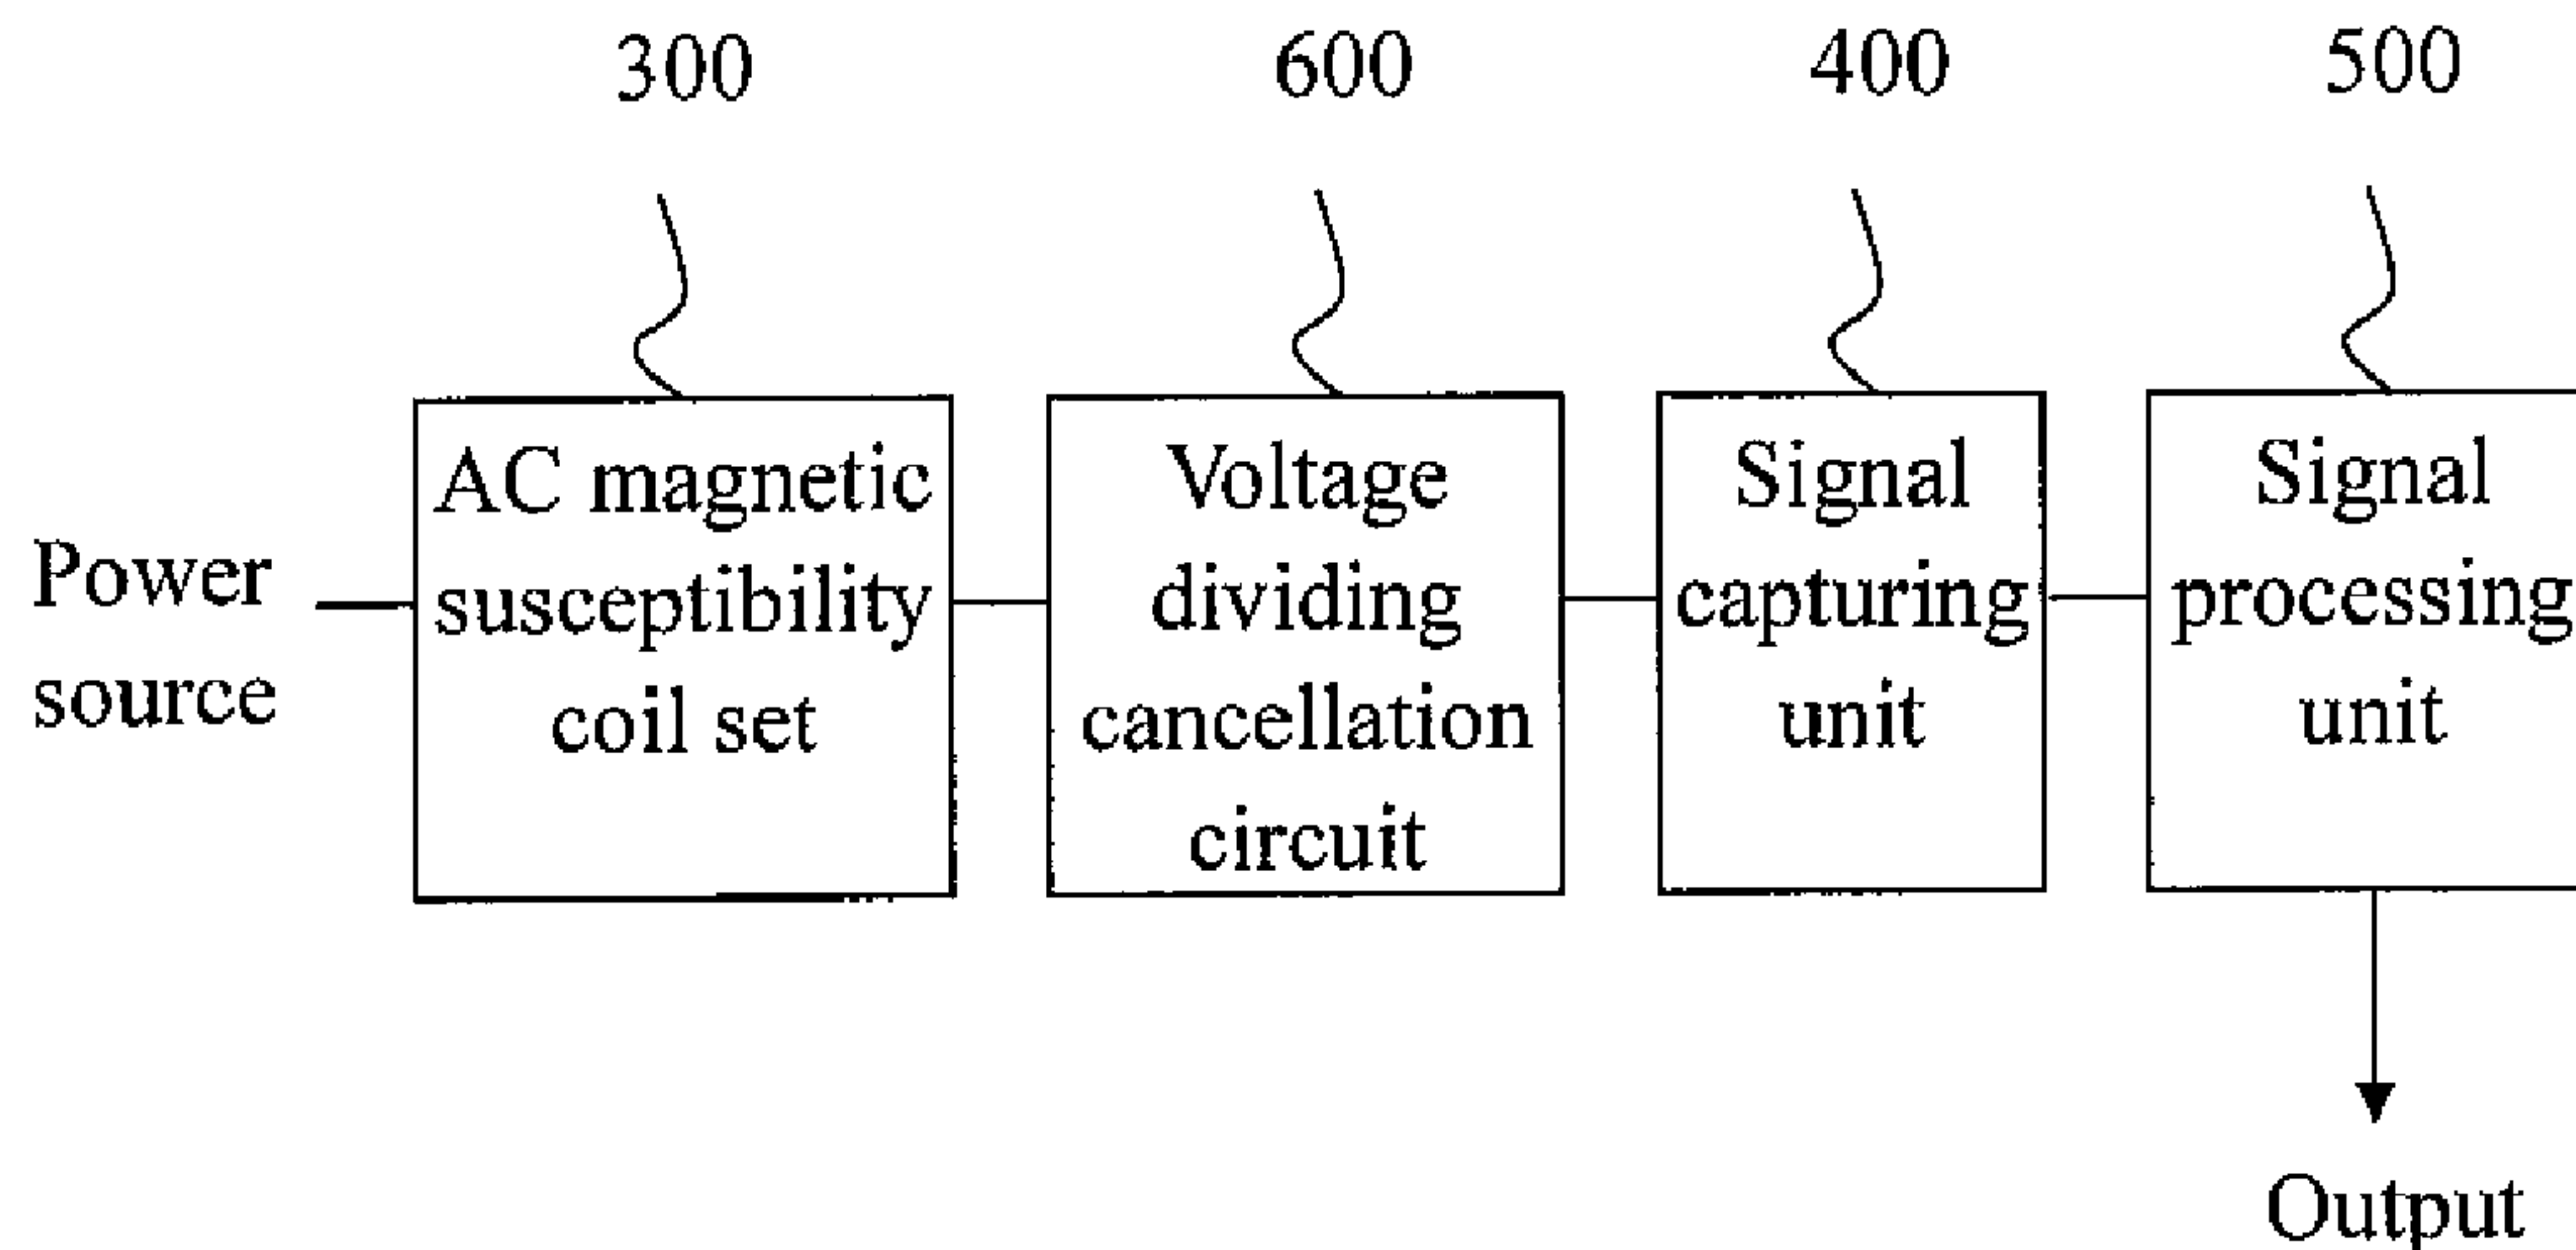 300
600
400
500
Power
source
AC magnetic
susceptibility
coil set
Voltage
dividing
cancellation
circuit
Signal
capturing
unit
Signal
processing
unit
Output